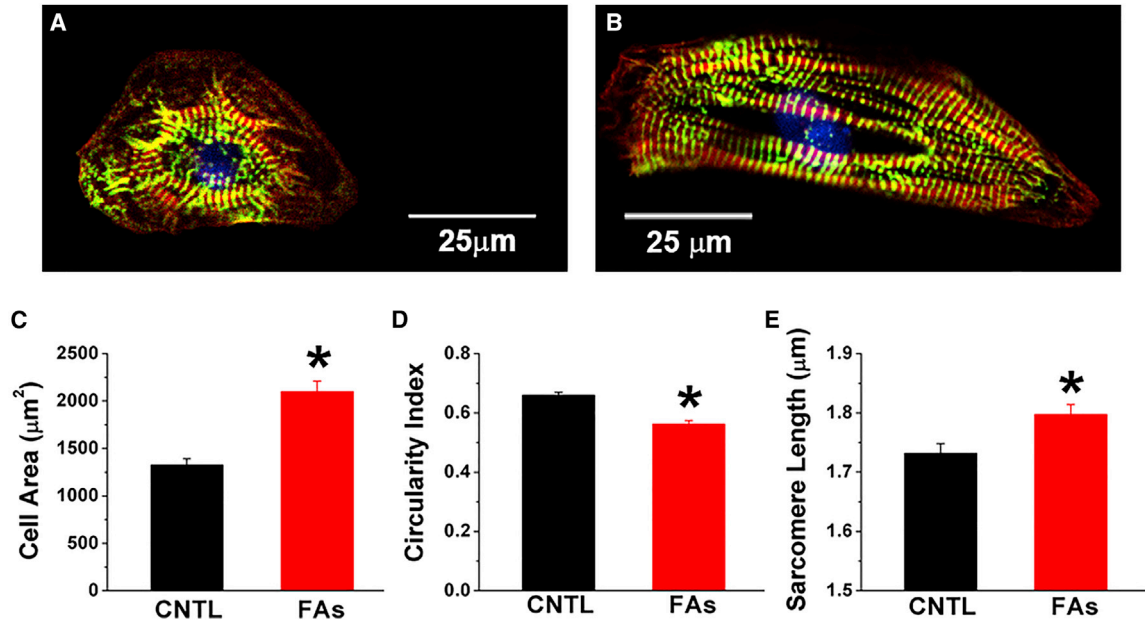 A
25μm
B
25 μm
C
Cell Area (μm²)
2500
2000
1500
1000
500
0
CNTL
FAs
*
D
Circularity Index
0.8
0.6
0.4
0.2
0.0
CNTL
FAs
*
E
Sarcomere Length (μm)
1.9
1.8
1.7
1.6
1.5
CNTL
FAs
*